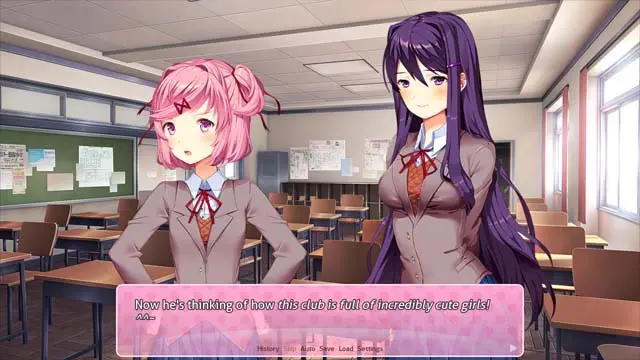 Now he's thinking of how this club is full of incredibly cute girls!
^^~
History Skip Auto Save Load Settings